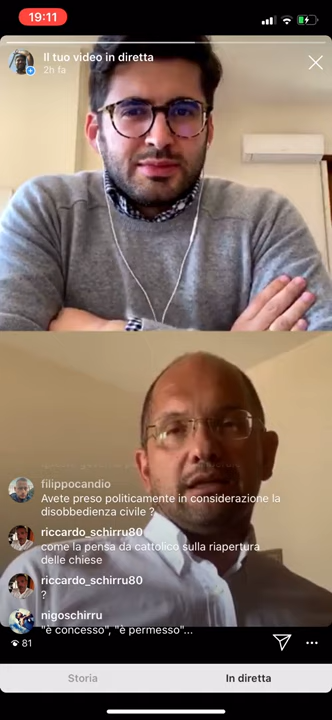 19:11
Il tuo video in diretta
2h fa
filippocandio
Avete preso politicamente in considerazione la
disobbedienza civile ?
riccardo_schirru80
come la pensa da cattolico sulla riapertura
delle chiese
riccardo_schirru80
?
nigoschirru
"è concesso", "è permesso"...
81
Storia
In diretta